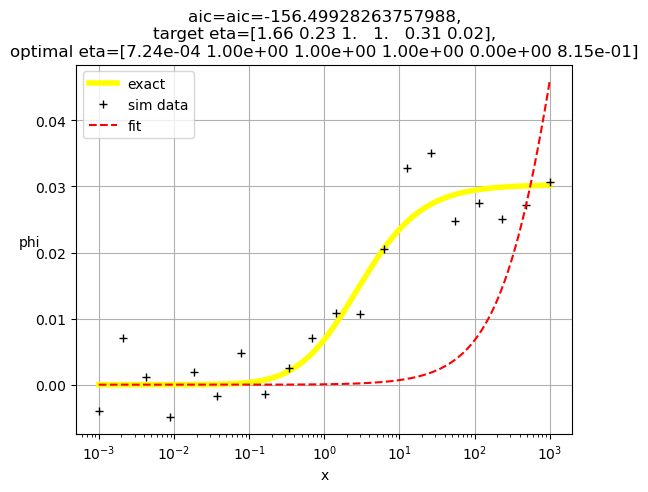 aic=aic=-156.49928263757988,
target eta=[1.66 0.23 1.   1.   0.31 0.02],
optimal eta=[7.24e-04 1.00e+00 1.00e+00 1.00e+00 0.00e+00 8.15e-01]
exact
sim data
fit
0.04
0.03
phi
0.02
0.01
0.00
10⁻³ 10⁻² 10⁻¹ 10⁰ 10¹ 10² 10³
x